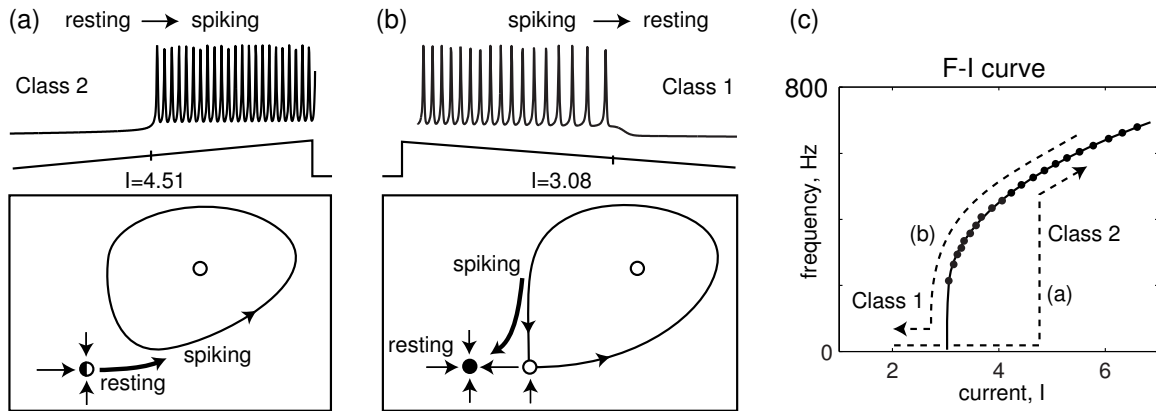 (a)
resting → spiking
Class 2
I=4.51
spiking
resting
(b)
spiking → resting
Class 1
I=3.08
spiking
resting
(c)
F-I curve
800
frequency, Hz
0
(b)
Class 2
Class 1
(a)
2 4 6
current, I